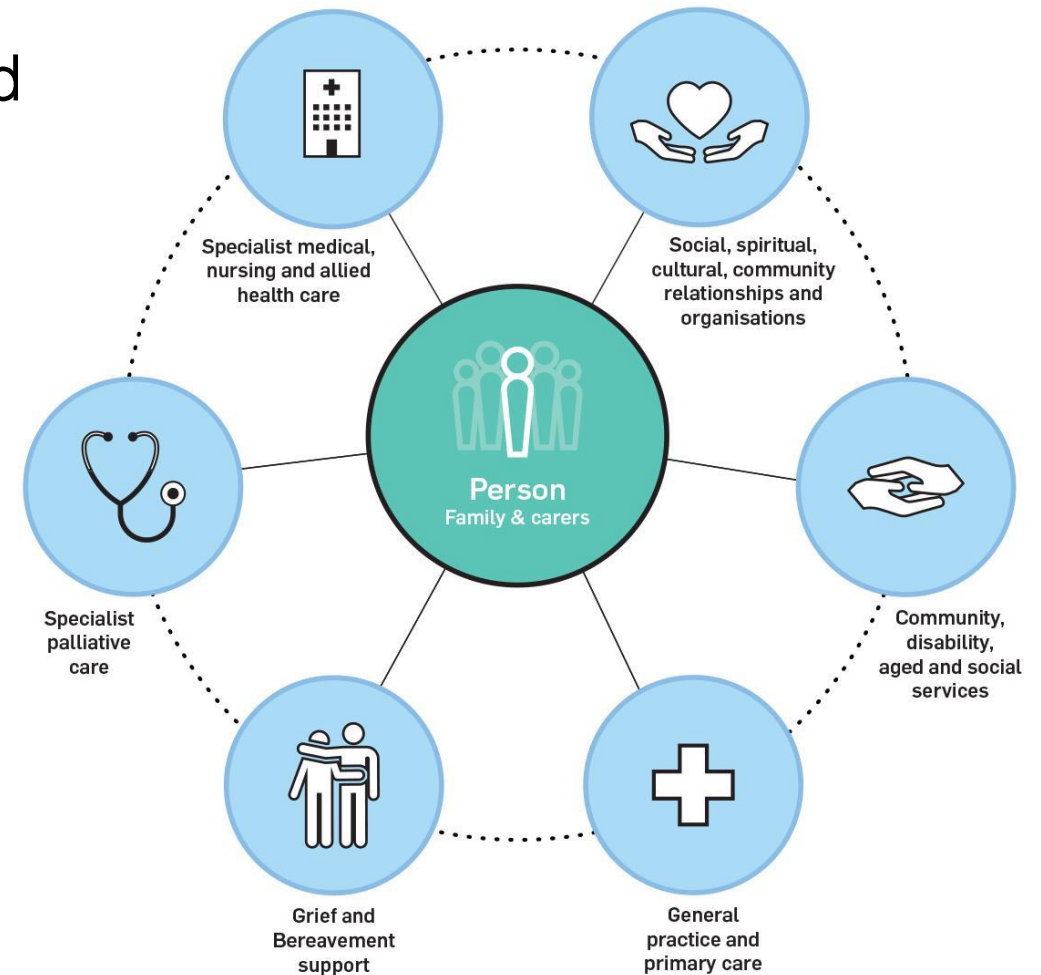 d
Specialist medical,
nursing and allied
health care
Social, spiritual,
cultural, community
relationships and
organisations
Person
Family & carers
Specialist
palliative
care
Community,
disability,
aged and social
services
Grief and
Bereavement
support
General
practice and
primary care